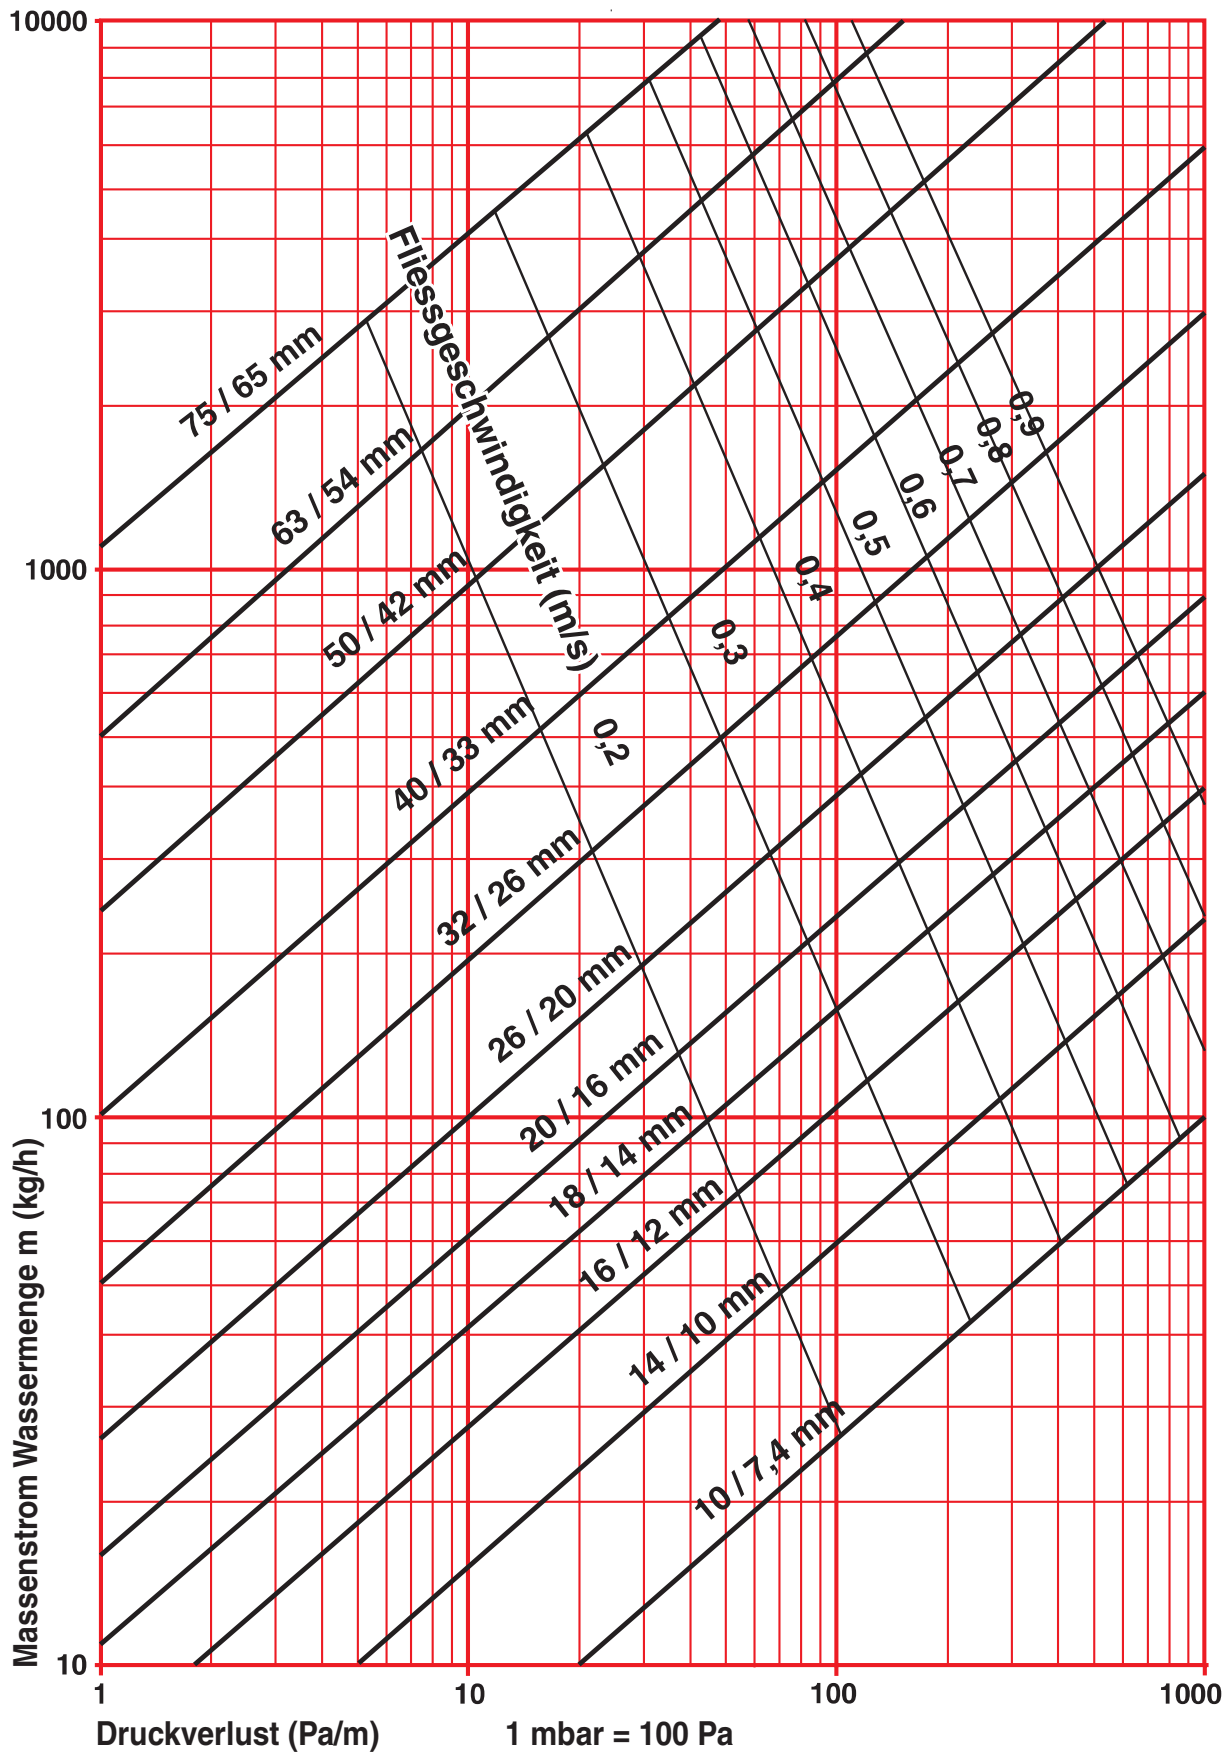 10000
Fliessgeschwindigkeit (m/s)
75 / 65 mm
63 / 54 mm
0,9
0,8
0,7
0,6
0,5
1000
50 / 42 mm
0,4
0,3
40 / 33 mm
0,2
32 / 26 mm
26 / 20 mm
20 / 16 mm
100
18 / 14 mm
16 / 12 mm
14 / 10 mm
10 / 7,4 mm
Massenstrom Wassermenge m (kg/h)
10
1 10 100 1000
Druckverlust (Pa/m) 1 mbar = 100 Pa